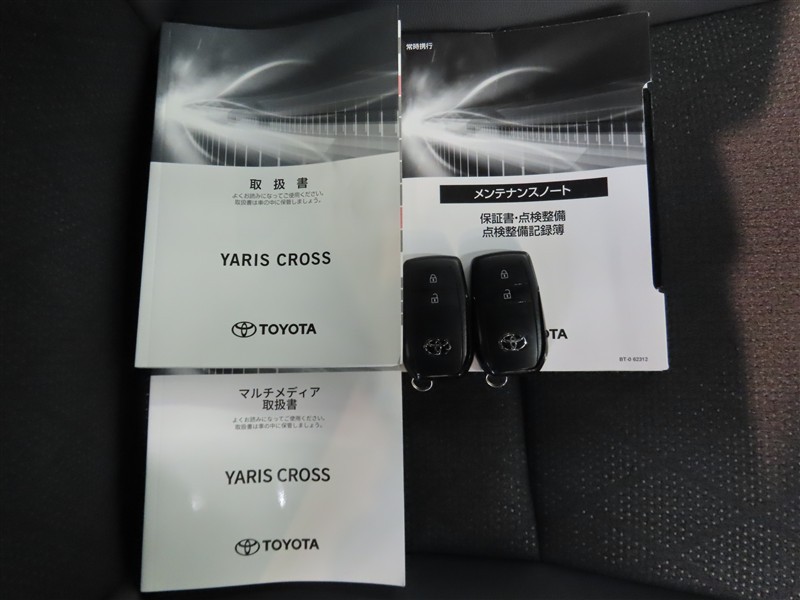 取扱書
よくお読みになってご使用ください。
取扱書は車の中に保管しましょう。
YARIS CROSS
TOYOTA
常時携行
メンテナンスノート
保証書・点検整備
点検整備記録簿
OTA
BT-0-92312
マルチメディア
取扱書
よくお読みになってご使用ください。
取扱書は車の中に保管しましょう。
YARIS CROSS
TOYOTA